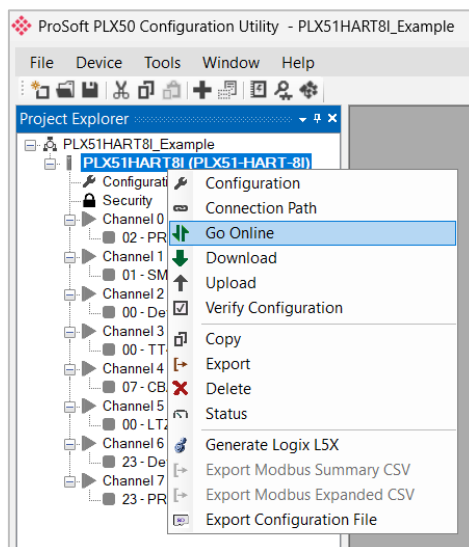 ProSoft PLX50 Configuration Utility - PLX51HART8I_Example
File Device Tools Window Help
Project Explorer
PLX51HART8I_Example
PLX51HART8I (PLX51-HART-8I)
Configurati
Security
Channel 0
02 - PR
Channel 1
01 - SM
Channel 2
00 - De
Channel 3
00 - TT
Channel 4
07 - CB
Channel 5
00 - LT
Channel 6
23 - De
Channel 7
23 - PR
Configuration
Connection Path
Go Online
Download
Upload
Verify Configuration
Copy
Export
Delete
Status
Generate Logix L5X
Export Modbus Summary CSV
Export Modbus Expanded CSV
Export Configuration File